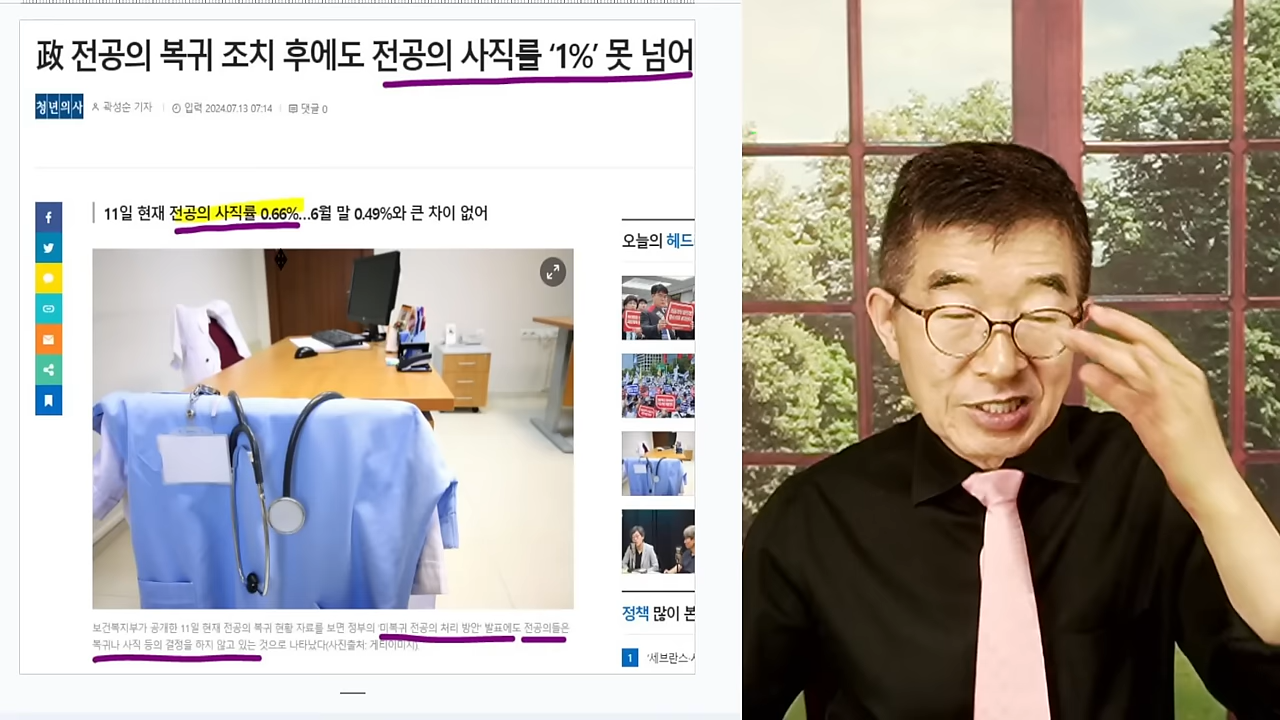 政 전공의 복귀 조치 후에도 전공의 사직률 ‘1%’ 못 넘어
청년의사 곽성순 기자 입력 2024.07.13 07:14 댓글 0
11일 현재 전공의 사직률 0.66%…6월 말 0.49%와 큰 차이 없어
보건복지부가 공개한 11일 현재 전공의 복귀 현황 자료를 보면 정부의 '미복귀 전공의 처리 방안' 발표에도 전공의들은
복귀나 사직 등의 결정을 하지 않고 있는 것으로 나타났다(사진출처: 게티이미지).
오늘의 헤드
정책 많이 본
1 ‘세브란스·